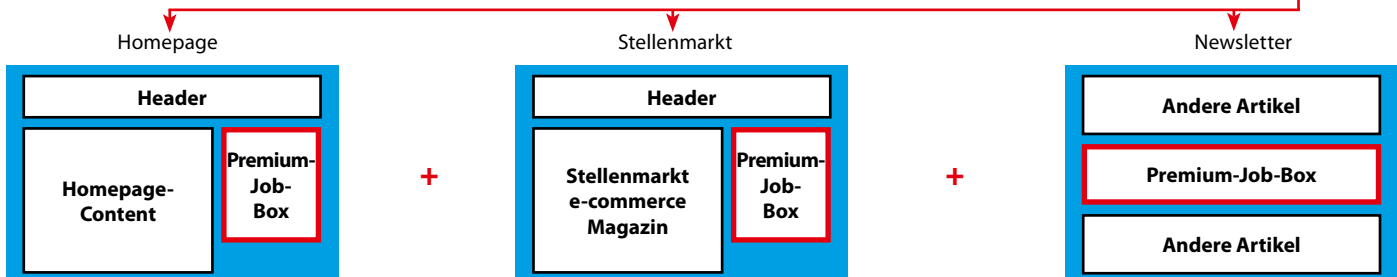 Homepage
Header
Homepage-
Content
Premium-
Job-
Box
+
Stellenmarkt
Header
Stellenmarkt
e-commerce
Magazin
Premium-
Job-
Box
+
Newsletter
Andere Artikel
Premium-Job-Box
Andere Artikel